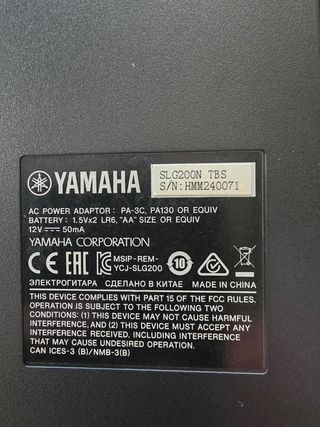 YAMAHA
SLG200N TBS
S/N:HMM240071
AC POWER ADAPTOR : PA-3C, PA130 OR EQUIV
BATTERY : 1.5Vx2 LR6, "AA" SIZE OR EQUIV
12V ⎓ 50mA
YAMAHA CORPORATION
CE EAC KC MSIP-REM-
YCJ-SLG200
10
ЭЛЕКТРОГИТАРА СДЕЛАНО В КИТАЕ MADE IN CHINA
THIS DEVICE COMPLIES WITH PART 15 OF THE FCC RULES.
OPERATION IS SUBJECT TO THE FOLLOWING TWO
CONDITIONS: (1) THIS DEVICE MAY NOT CAUSE HARMFUL
INTERFERENCE, AND (2) THIS DEVICE MUST ACCEPT ANY
INTERFERENCE RECEIVED, INCLUDING INTERFERENCE
THAT MAY CAUSE UNDESIRED OPERATION.
CAN ICES-3 (B)/NMB-3(B)